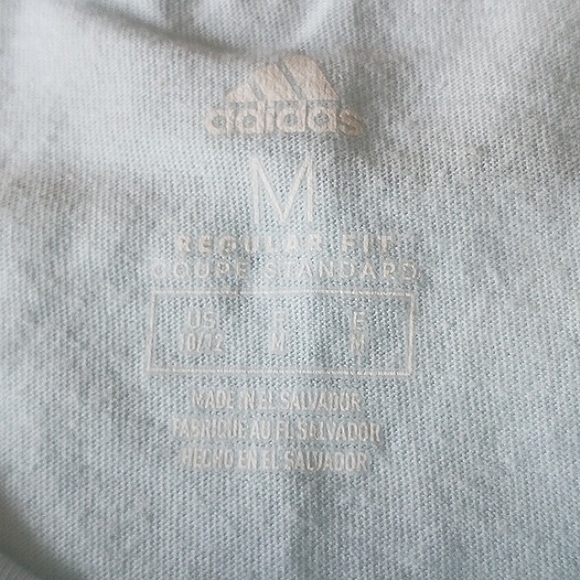 adidas
M
REGULAR FIT
COUPE STANDARD
US F E
10/12 M M
MADE IN EL SALVADOR
FABRIQUE AU EL SALVADOR
HECHO EN EL SALVADOR